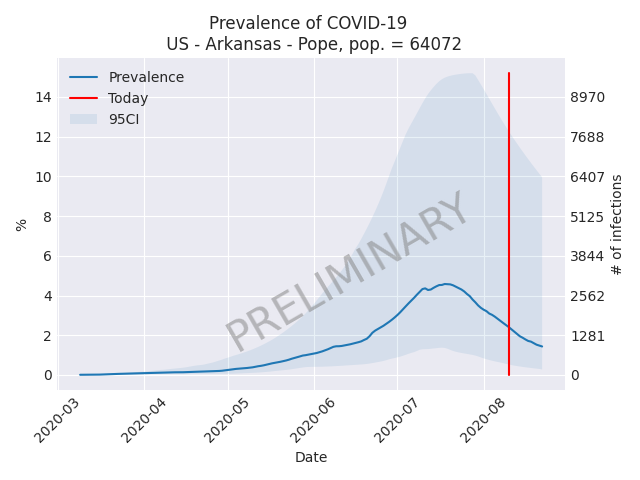 Prevalence of COVID-19
US - Arkansas - Pope, pop. = 64072
Prevalence
Today
95CI
14
12
10
8
6
4
2
0
%
8970
7688
6407
5125
3844
2562
1281
0
# of infections
PRELIMINARY
2020-03
2020-04
2020-05
2020-06
2020-07
2020-08
Date